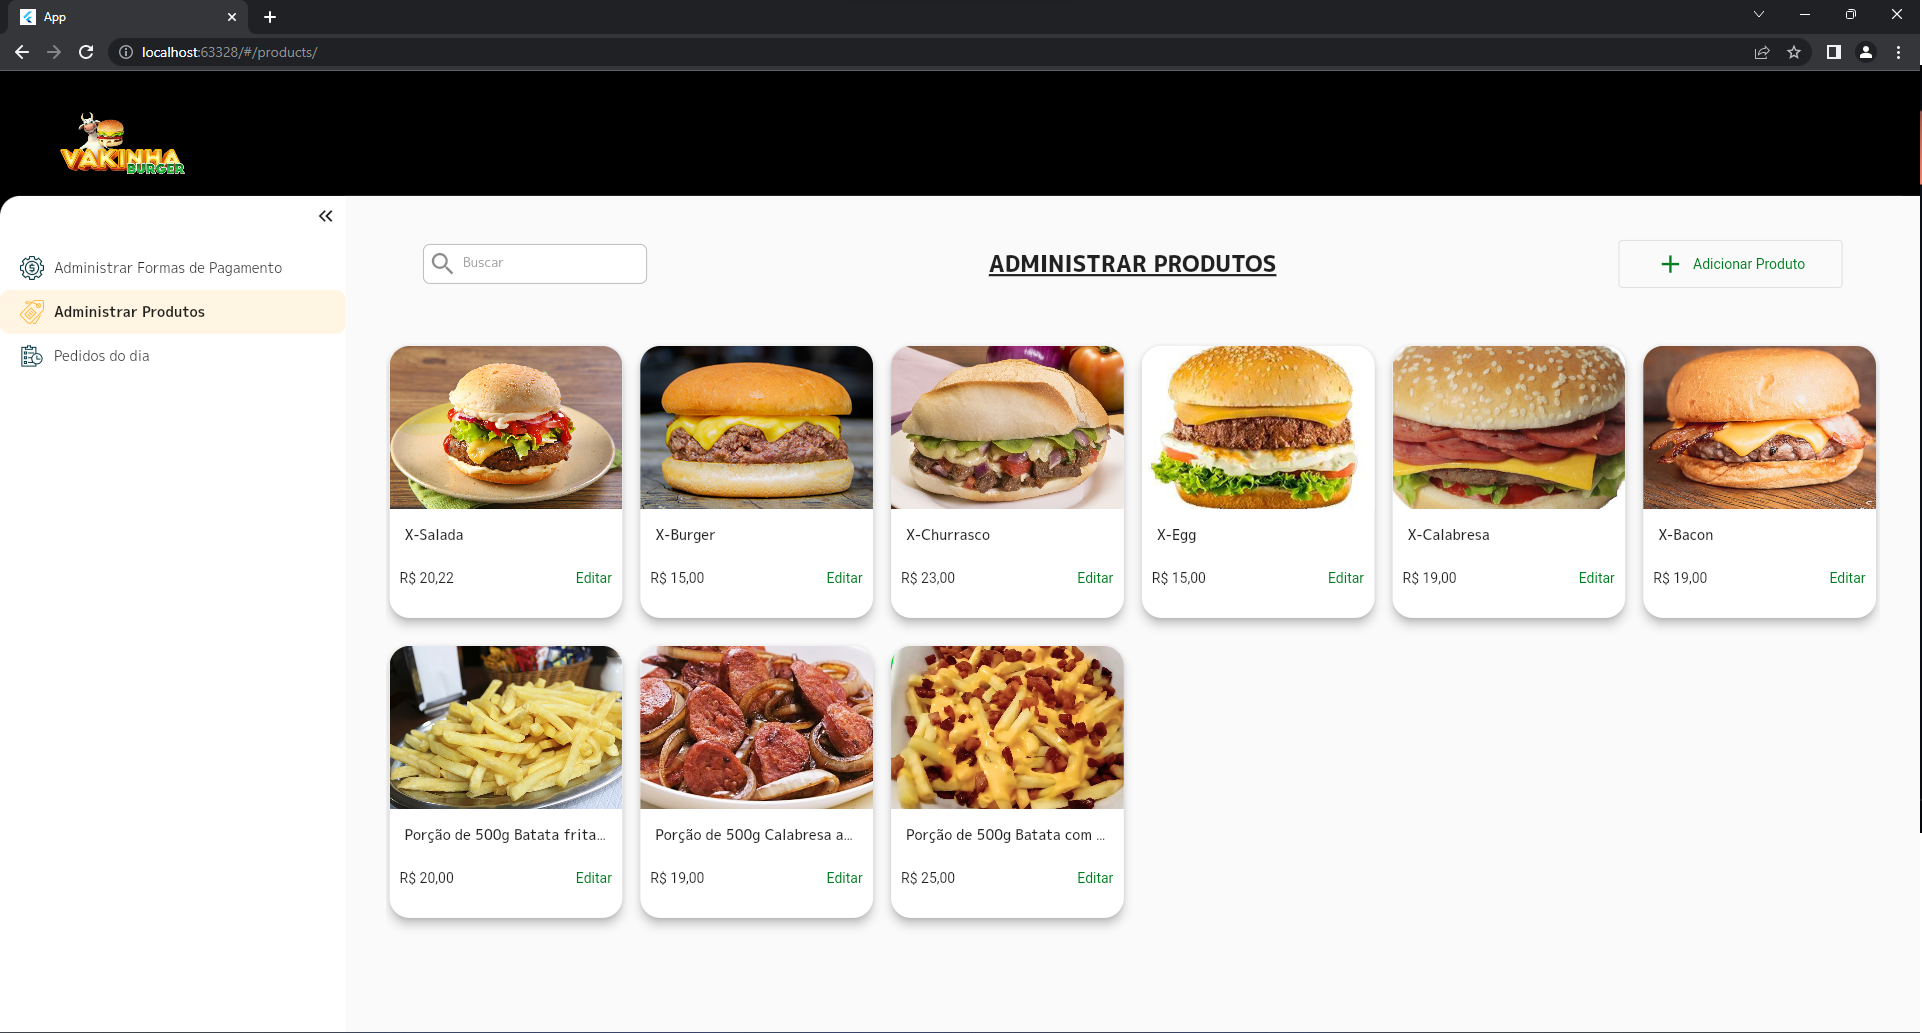 App
localhost:63328/#/products/
VAKINHA
BURGER
Administrar Formas de Pagamento
Administrar Produtos
Pedidos do dia
Buscar
ADMINISTRAR PRODUTOS
Adicionar Produto
X-Salada
R$ 20,22 Editar
X-Burger
R$ 15,00 Editar
X-Churrasco
R$ 23,00 Editar
X-Egg
R$ 15,00 Editar
X-Calabresa
R$ 19,00 Editar
X-Bacon
R$ 19,00 Editar
Porção de 500g Batata frita...
R$ 20,00 Editar
Porção de 500g Calabresa a...
R$ 19,00 Editar
Porção de 500g Batata com ...
R$ 25,00 Editar